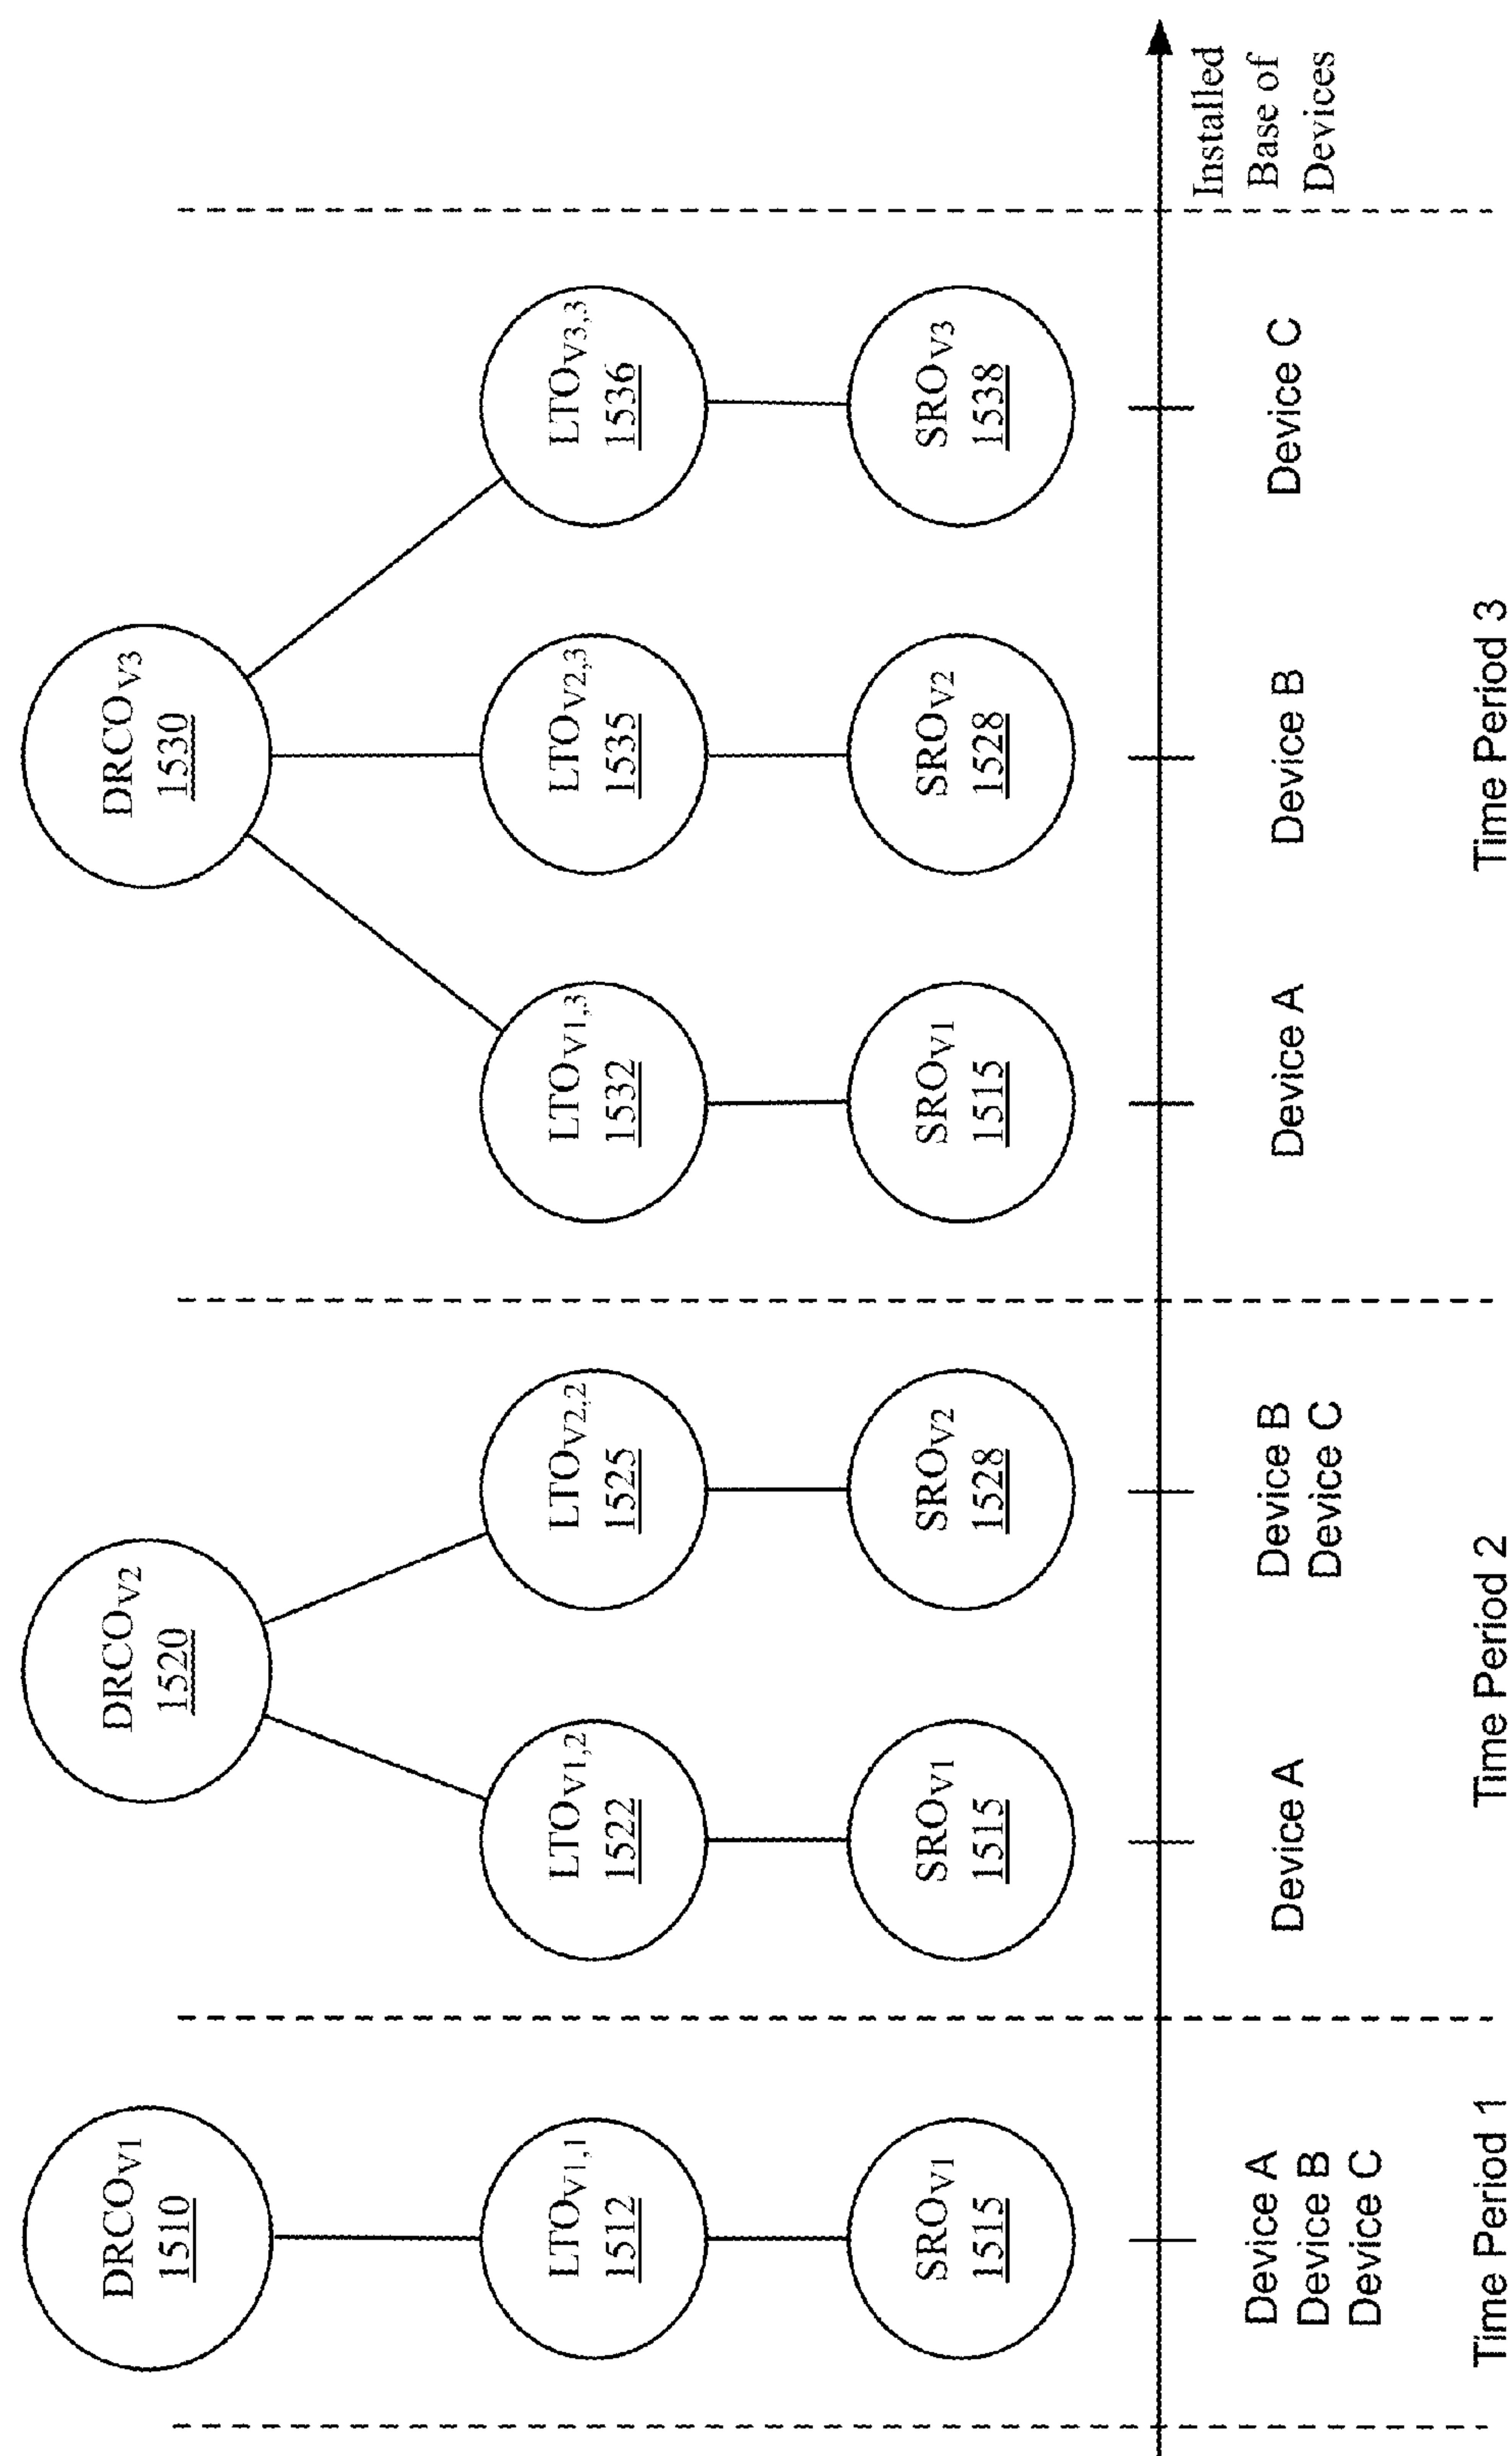 DRCOV1
1510
LTOV1,1
1512
SROV1
1515
Device A
Device B
Device C
Time Period 1
DRCOV2
1520
LTOV1,2
1522
LTOV2,2
1525
SROV1
1515
SROV2
1528
Device A
Device B
Device C
Time Period 2
DRCOV3
1530
LTOV1,3
1532
LTOV2,3
1535
LTOV3,3
1536
SROV1
1515
SROV2
1528
SROV3
1538
Device A
Device B
Device C
Time Period 3
Installed
Base of
Devices